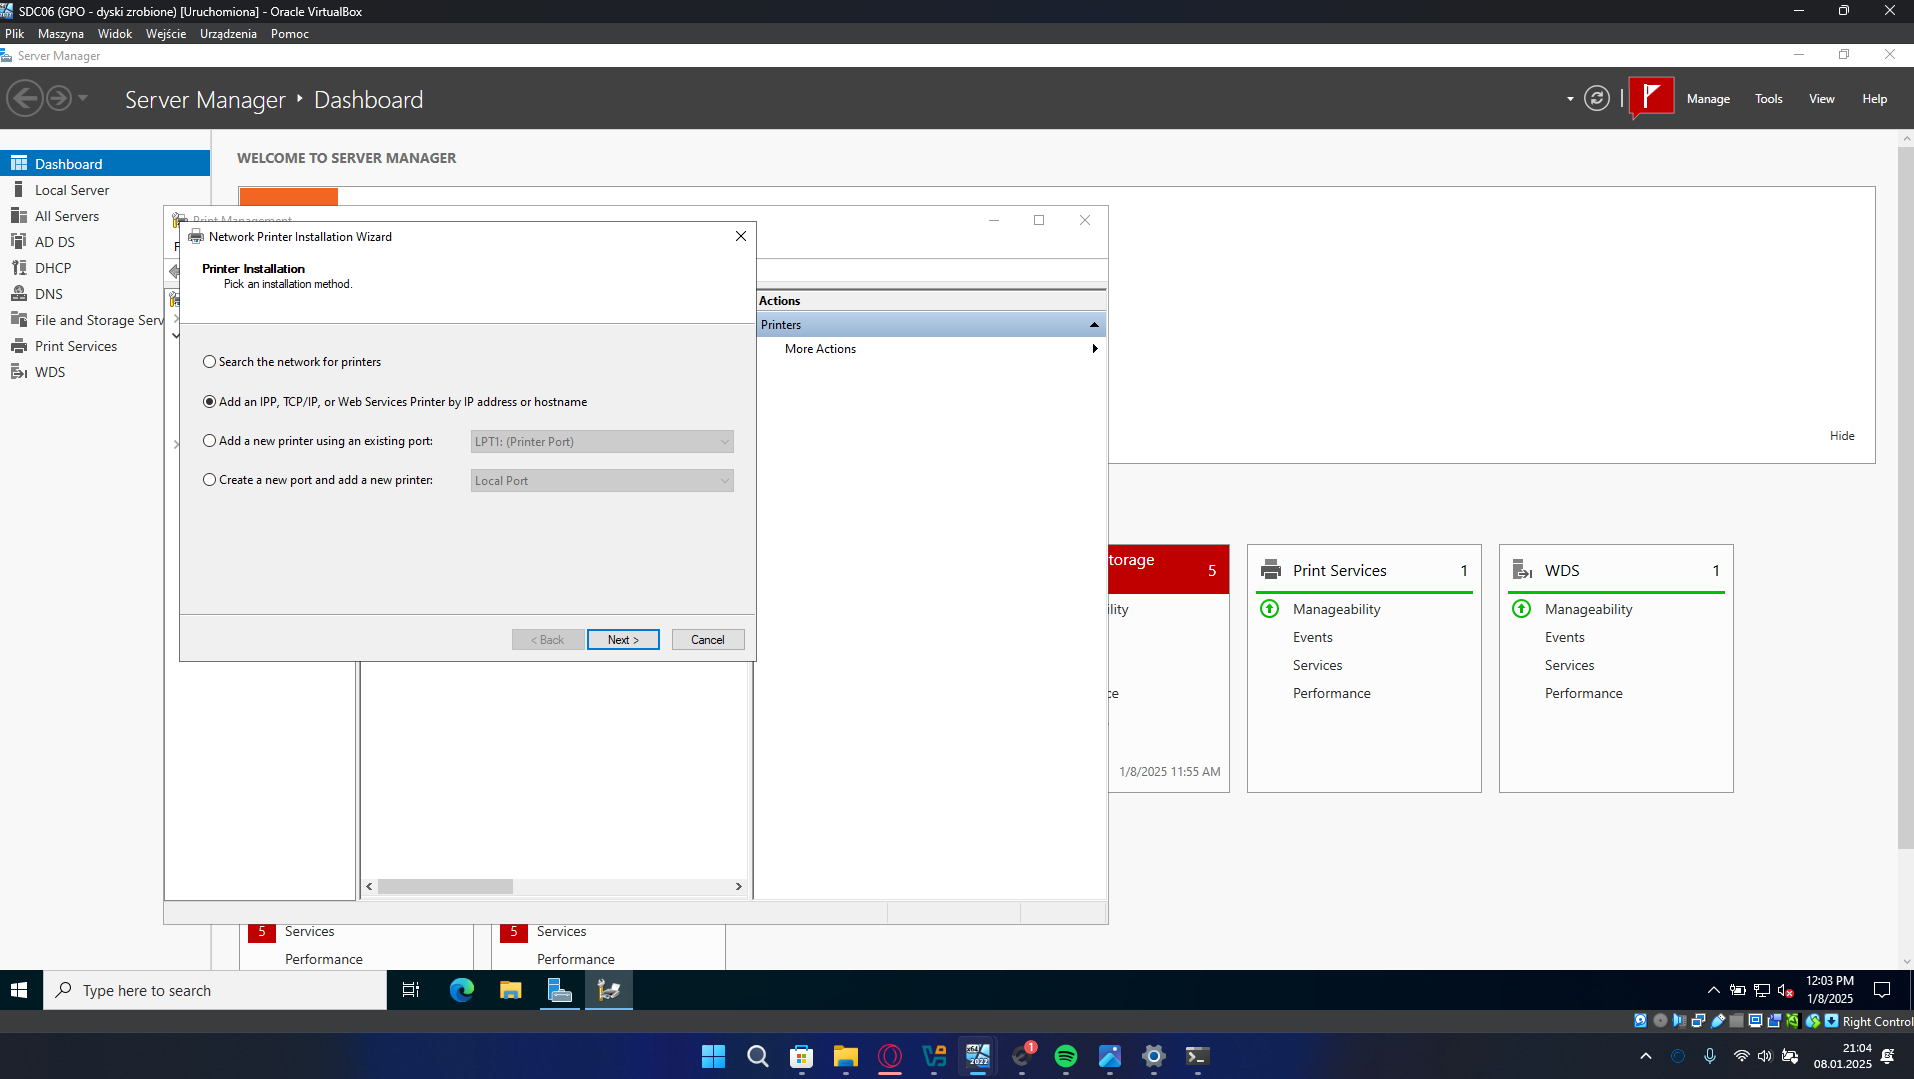 SDC06 (GPO - dyski zrobione) [Uruchomiona] - Oracle VirtualBox
Plik Maszyna Widok Wejście Urządzenia Pomoc
Server Manager
Server Manager Dashboard
Manage Tools View Help
Dashboard
Local Server
All Servers
AD DS
DHCP
DNS
File and Storage Serv
Print Services
WDS
WELCOME TO SERVER MANAGER
Print Management
Network Printer Installation Wizard
Printer Installation
Pick an installation method.
Search the network for printers
Add an IPP, TCP/IP, or Web Services Printer by IP address or hostname
Add a new printer using an existing port: LPT1: (Printer Port)
Create a new port and add a new printer: Local Port
< Back Next > Cancel
Actions
Printers
More Actions
Hide
torage 5
ility
ce
1/8/2025 11:55 AM
Print Services 1
Manageability
Events
Services
Performance
WDS 1
Manageability
Events
Services
Performance
5 Services
Performance
5 Services
Performance
Type here to search
12:03 PM
1/8/2025
Right Control
x64
2022
1
21:04
08.01.2025